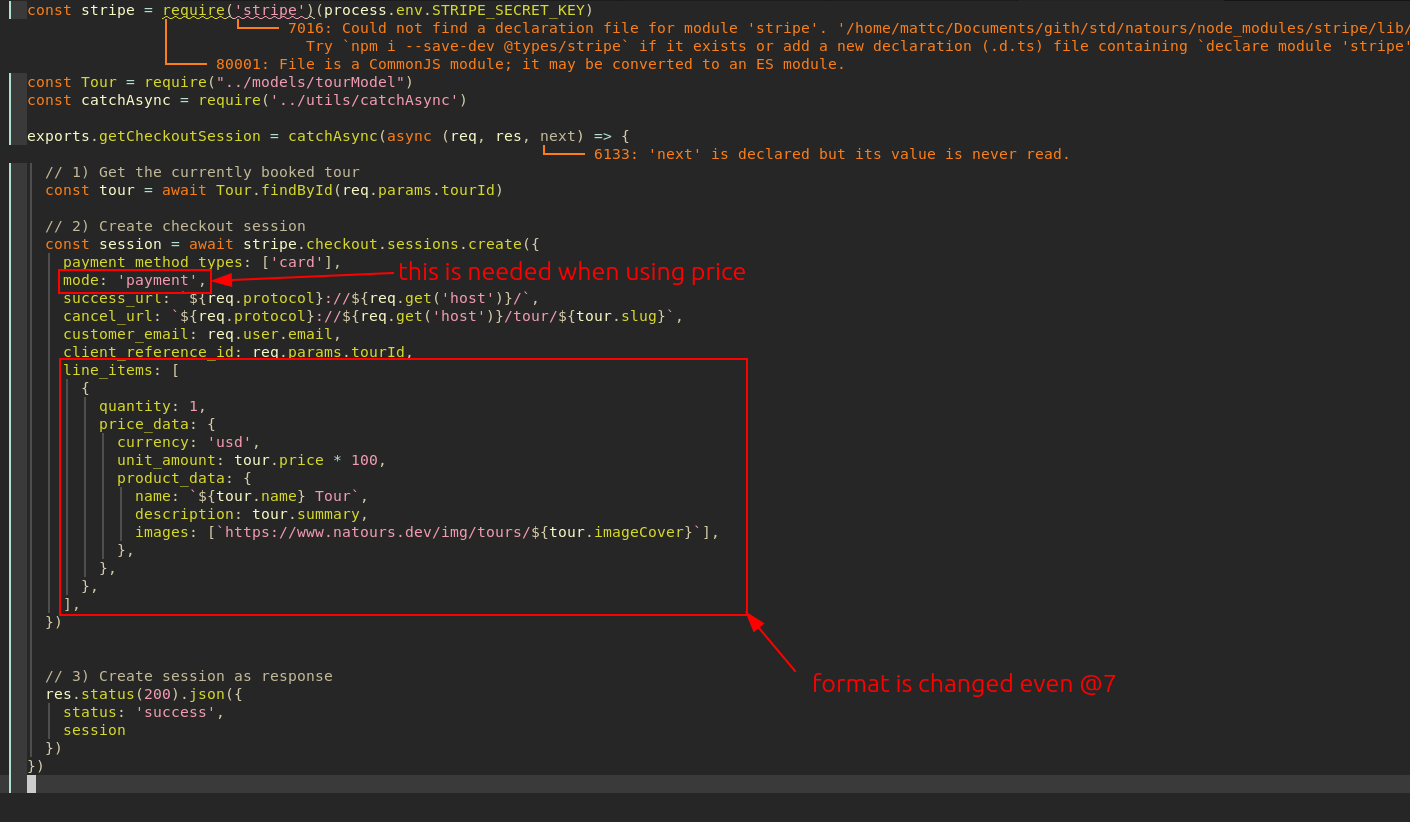 const stripe = require('stripe')(process.env.STRIPE_SECRET_KEY)
7016: Could not find a declaration file for module 'stripe'. '/home/mattc/Documents/gith/std/natours/node_modules/stripe/lib/
Try `npm i --save-dev @types/stripe` if it exists or add a new declaration (.d.ts) file containing `declare module 'stripe'
80001: File is a CommonJS module; it may be converted to an ES module.
const Tour = require("../models/tourModel")
const catchAsync = require('../utils/catchAsync')
exports.getCheckoutSession = catchAsync(async (req, res, next) => {
6133: 'next' is declared but its value is never read.
// 1) Get the currently booked tour
const tour = await Tour.findById(req.params.tourId)
// 2) Create checkout session
const session = await stripe.checkout.sessions.create({
payment_method_types: ['card'],
mode: 'payment',
this is needed when using price
success_url: `${req.protocol}://${req.get('host')}/`,
cancel_url: `${req.protocol}://${req.get('host')}/tour/${tour.slug}`,
customer_email: req.user.email,
client_reference_id: req.params.tourId,
line_items: [
{
quantity: 1,
price_data: {
currency: 'usd',
unit_amount: tour.price * 100,
product_data: {
name: `${tour.name} Tour`,
description: tour.summary,
images: [`https://www.natours.dev/img/tours/${tour.imageCover}`],
},
},
},
],
})
// 3) Create session as response
format is changed even @7
res.status(200).json({
status: 'success',
session
})
})